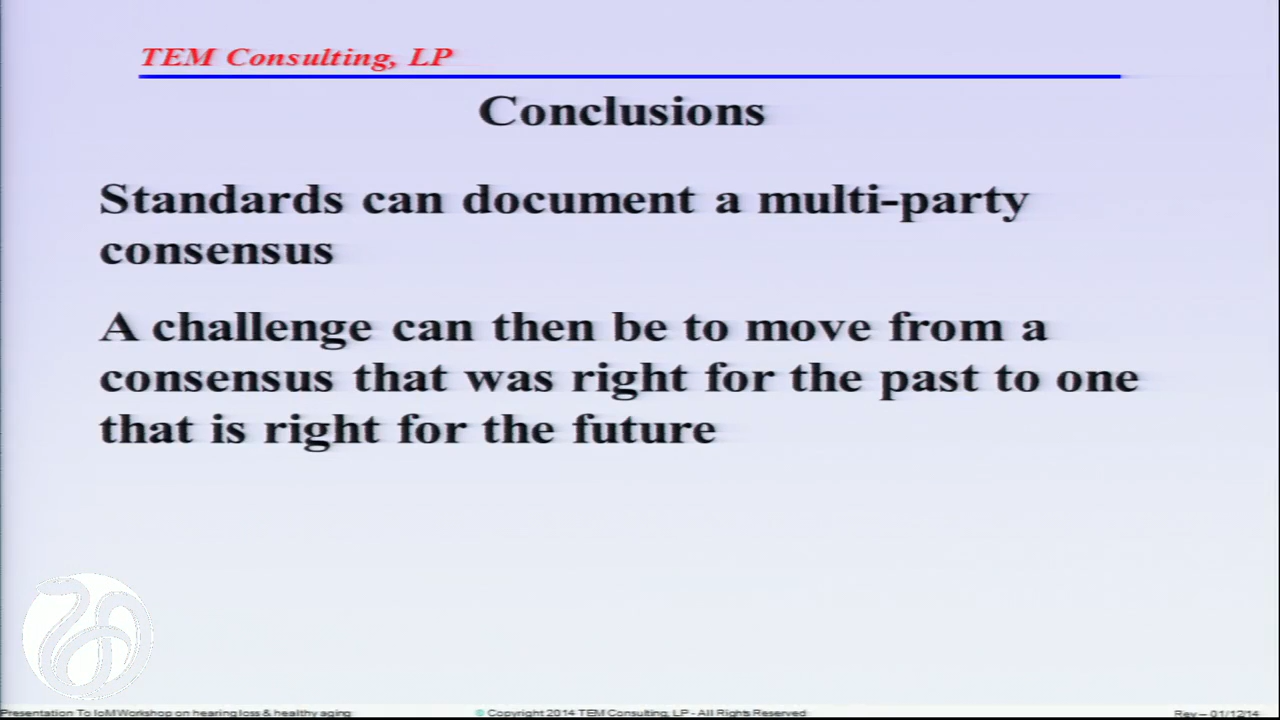 TEM Consulting, LP
Conclusions
Standards can document a multi-party
consensus
A challenge can then be to move from a
consensus that was right for the past to one
that is right for the future
Presentation To IoM Workshop on hearing loss & healthy aging
© Copyright 2014 TEM Consulting, LP - All Rights Reserved
Rev – 01/12/14